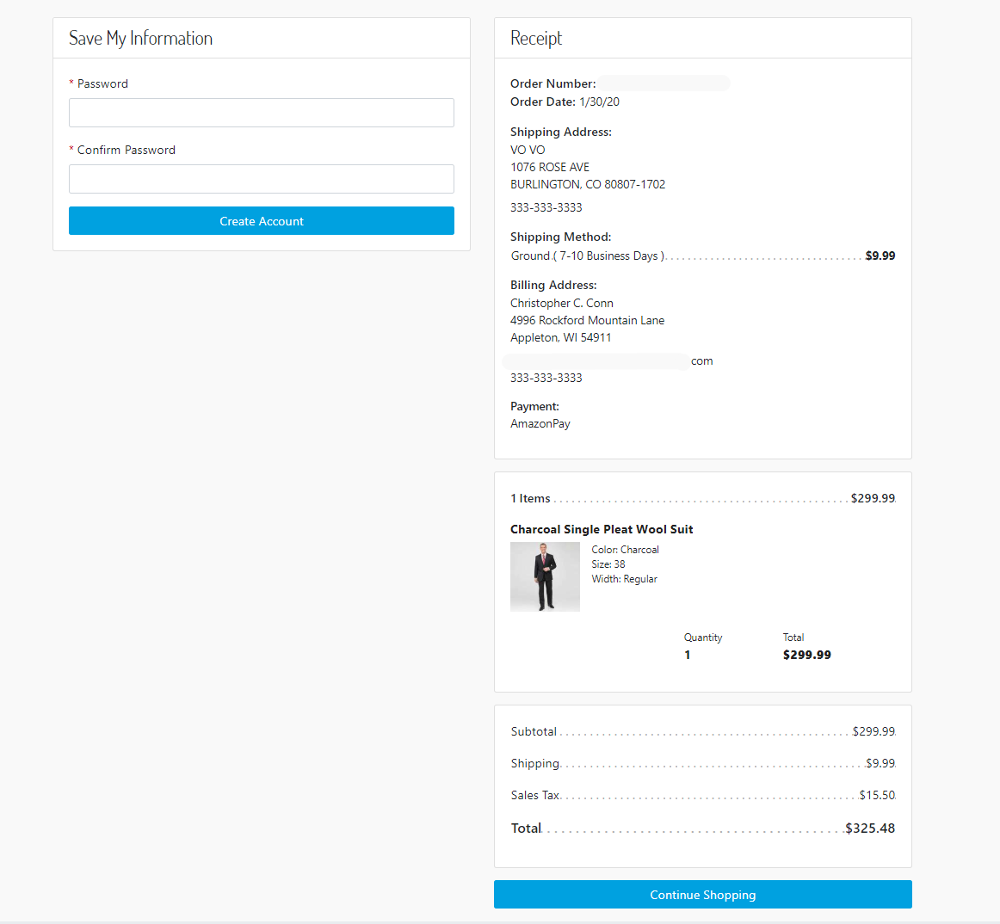 Save My Information
* Password
* Confirm Password
Create Account
Receipt
Order Number:
Order Date: 1/30/20
Shipping Address:
VO VO
1076 ROSE AVE
BURLINGTON, CO 80807-1702
333-333-3333
Shipping Method:
Ground ( 7-10 Business Days ) $9.99
Billing Address:
Christopher C. Conn
4996 Rockford Mountain Lane
Appleton, WI 54911
com
333-333-3333
Payment:
AmazonPay
1 Items $299.99
Charcoal Single Pleat Wool Suit
Color: Charcoal
Size: 38
Width: Regular
Quantity Total
1 $299.99
Subtotal $299.99
Shipping $9.99
Sales Tax $15.50
Total $325.48
Continue Shopping